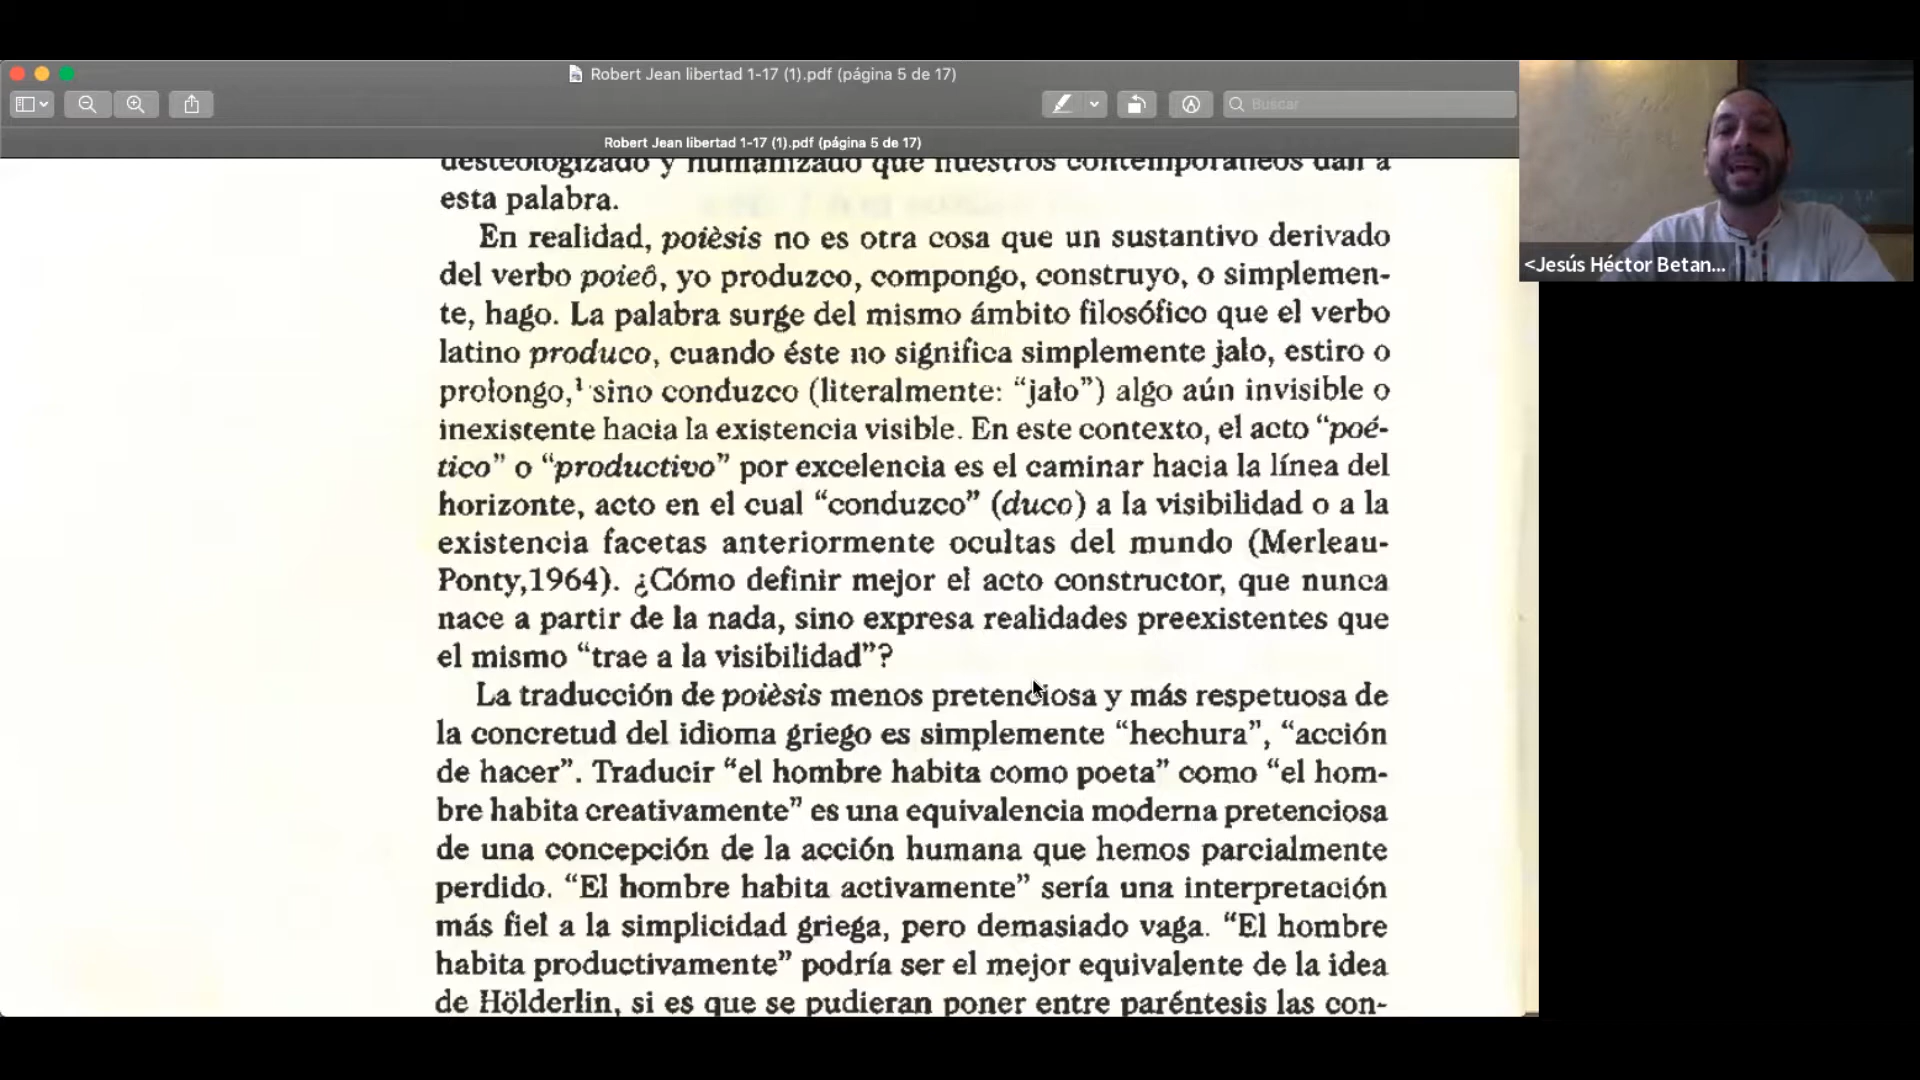 Robert Jean libertad 1-17 (1).pdf (página 5 de 17)
Buscar
Robert Jean libertad 1-17 (1).pdf (página 5 de 17)
<Jesús Héctor Betan...
desteologizado y humanizado que nuestros contemporáneos dan a
esta palabra.
En realidad, poièsis no es otra cosa que un sustantivo derivado
del verbo poieô, yo produzco, compongo, construyo, o simplemen-
te, hago. La palabra surge del mismo ámbito filosófico que el verbo
latino produco, cuando éste no significa simplemente jalo, estiro o
prolongo,¹ sino conduzco (literalmente: “jalo”) algo aún invisible o
inexistente hacia la existencia visible. En este contexto, el acto “poé-
tico” o “productivo” por excelencia es el caminar hacia la línea del
horizonte, acto en el cual “conduzco” (duco) a la visibilidad o a la
existencia facetas anteriormente ocultas del mundo (Merleau-
Ponty,1964). ¿Cómo definir mejor el acto constructor, que nunca
nace a partir de la nada, sino expresa realidades preexistentes que
el mismo “trae a la visibilidad”?
La traducción de poièsis menos pretenciosa y más respetuosa de
la concretud del idioma griego es simplemente “hechura”, “acción
de hacer”. Traducir “el hombre habita como poeta” como “el hom-
bre habita creativamente” es una equivalencia moderna pretenciosa
de una concepción de la acción humana que hemos parcialmente
perdido. “El hombre habita activamente” sería una interpretación
más fiel a la simplicidad griega, pero demasiado vaga. “El hombre
habita productivamente” podría ser el mejor equivalente de la idea
de Hölderlin, si es que se pudieran poner entre paréntesis las con-